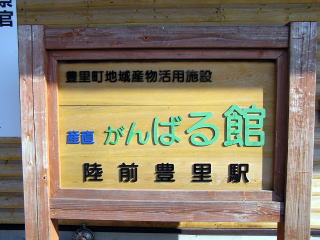 豊里町地域産物活用施設
産直 がんばる館
陸前豊里駅